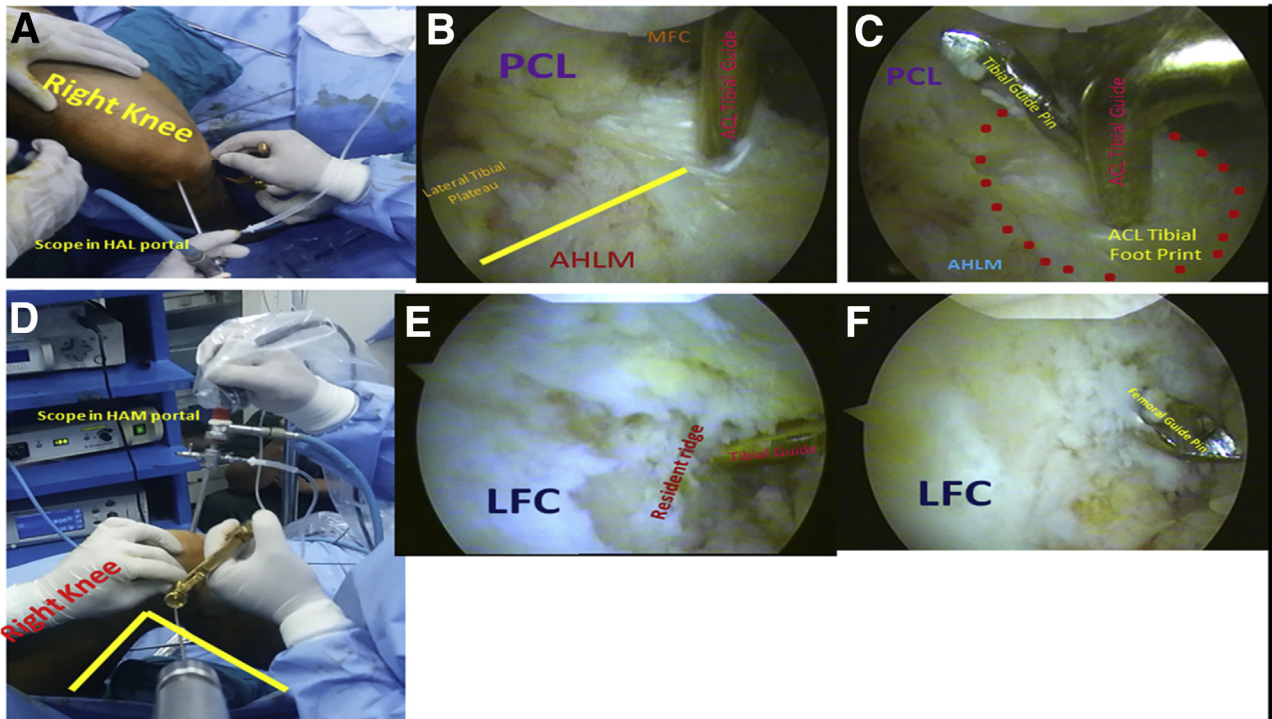 A
Right Knee
Scope in HAL portal
B
MFC
PCL
ACL Tibial Guide
Lateral Tibial
Plateau
AHLM
C
PCL
Tibial Guide Pin
ACL Tibial Guide
ACL Tibial
Foot Print
AHLM
D
Scope in HAM portal
Right Knee
E
Resident ridge
Tibial Guide
LFC
F
Femoral Guide Pin
LFC